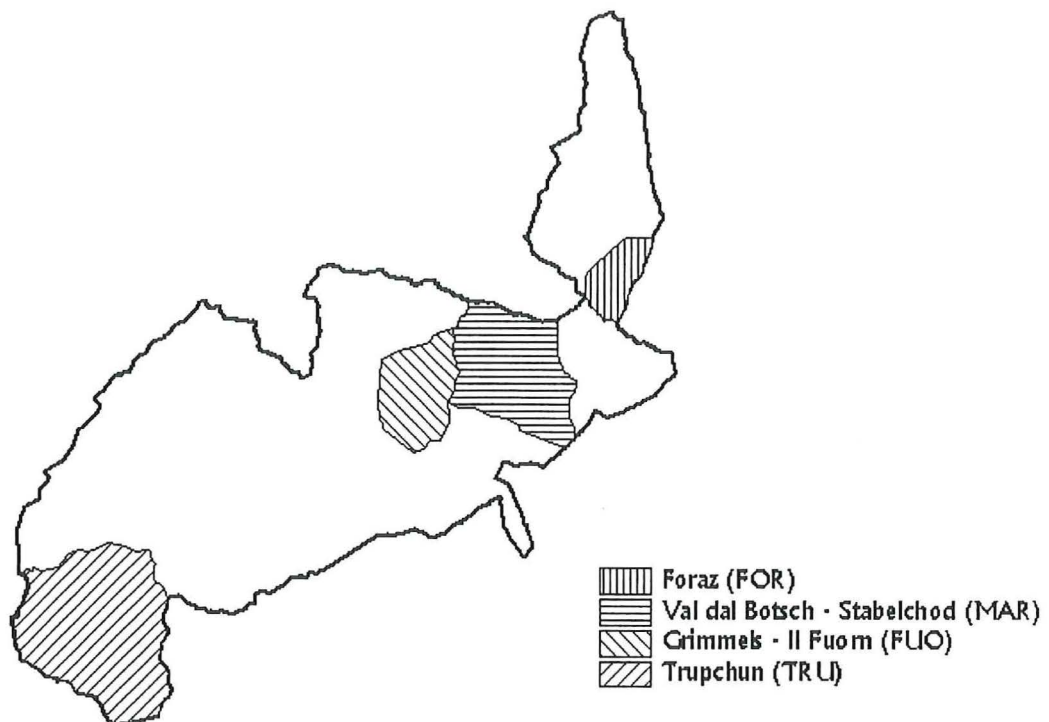 Foraz (FOR)
Val dal Botsch - Stabelchod (MAR)
Grimmels - Il Fuorn (FUO)
Trupchun (TRU)